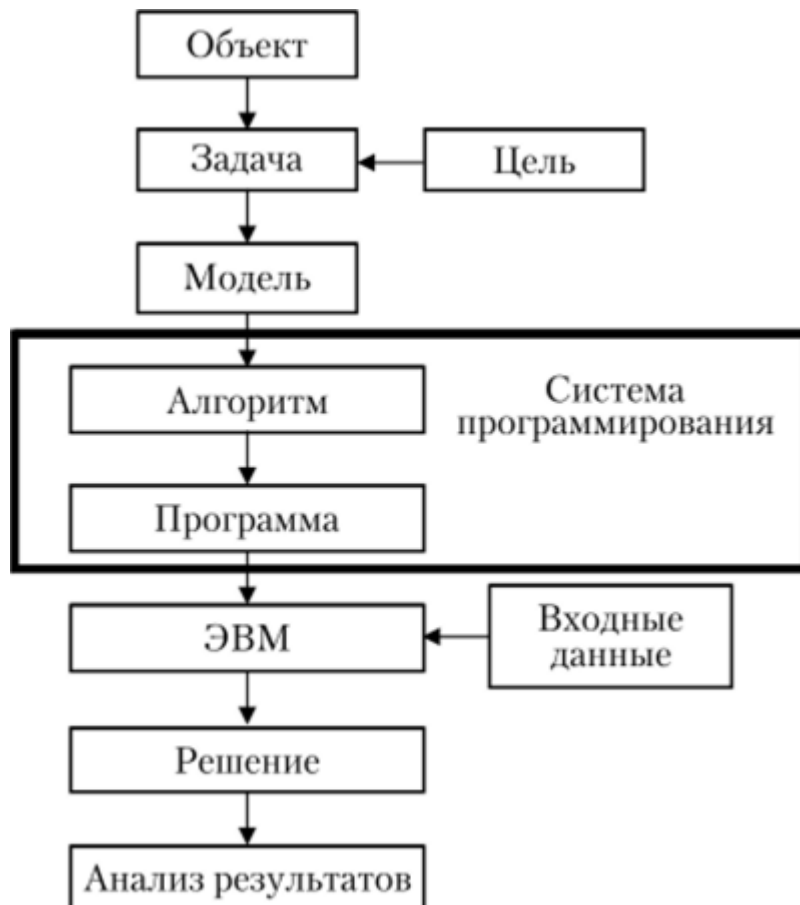 Объект
Задача
Цель
Модель
Алгоритм
Система
программирования
Программа
ЭВМ
Входные
данные
Решение
Анализ результатов